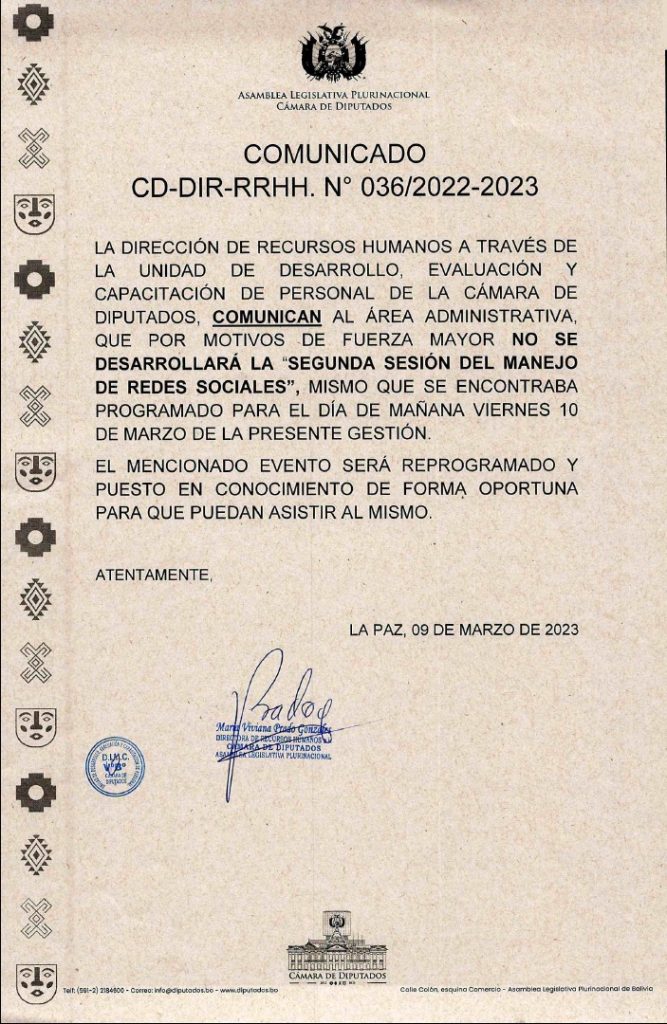 ASAMBLEA LEGISLATIVA PLURINACIONAL
CÁMARA DE DIPUTADOS
COMUNICADO
CD-DIR-RRHH. N° 036/2022-2023
LA DIRECCIÓN DE RECURSOS HUMANOS A TRAVÉS DE
LA UNIDAD DE DESARROLLO, EVALUACIÓN Y
CAPACITACIÓN DE PERSONAL DE LA CÁMARA DE
DIPUTADOS, COMUNICAN AL ÁREA ADMINISTRATIVA,
QUE POR MOTIVOS DE FUERZA MAYOR NO SE
DESARROLLARÁ LA “SEGUNDA SESIÓN DEL MANEJO
DE REDES SOCIALES”, MISMO QUE SE ENCONTRABA
PROGRAMADO PARA EL DÍA DE MAÑANA VIERNES 10
DE MARZO DE LA PRESENTE GESTIÓN.
EL MENCIONADO EVENTO SERÁ REPROGRAMADO Y
PUESTO EN CONOCIMIENTO DE FORMA OPORTUNA
PARA QUE PUEDAN ASISTIR AL MISMO.
ATENTAMENTE,
LA PAZ, 09 DE MARZO DE 2023
Viviana Prado
DIRECTORA DE RECURSOS HUMANOS
CÁMARA DE DIPUTADOS
ASAMBLEA LEGISLATIVA PLURINACIONAL
CÁMARA DE
DIPUTADOS
CÁMARA DE DIPUTADOS
Telf: (591-2) 2184600 - Correo: info@diputados.bo - www.diputados.bo
Calle Colón, esquina Comercio - Asamblea Legislativa Plurinacional de Bolivia